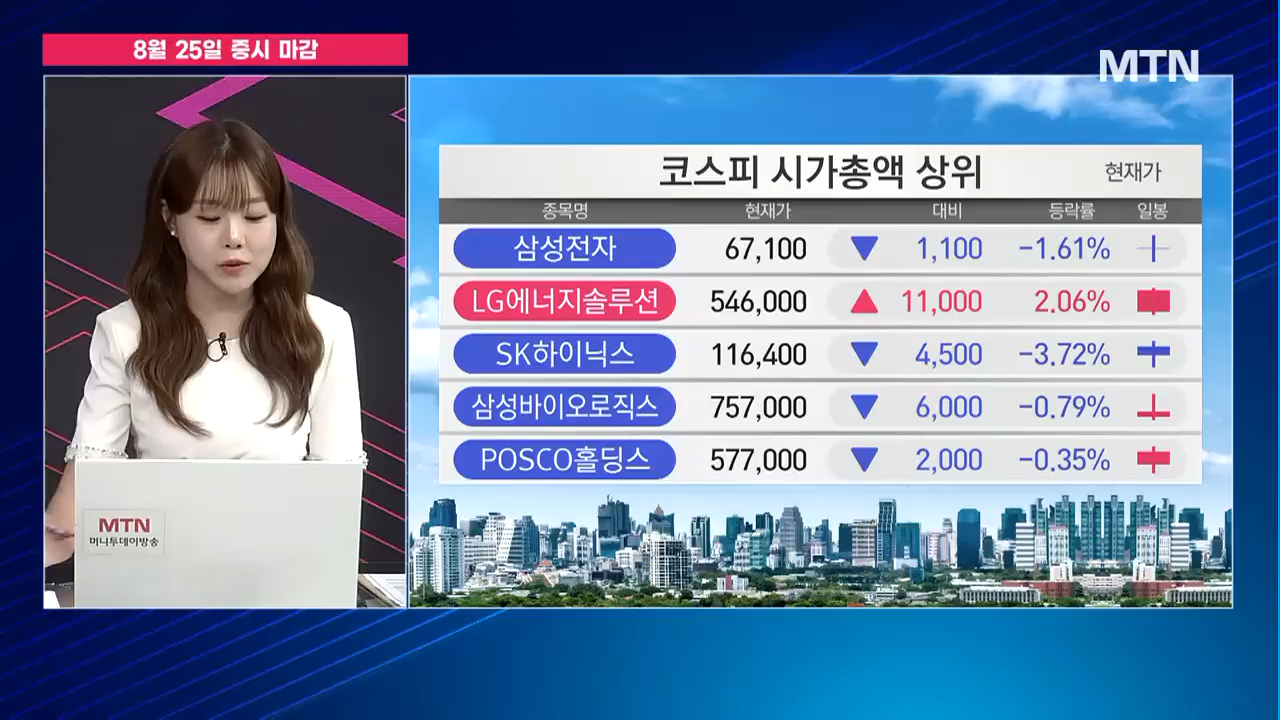 8월 25일 증시 마감
MTN
코스피 시가총액 상위 현재가
종목명 현재가 대비 등락률 일봉
삼성전자 67,100 ▼ 1,100 -1.61%
LG에너지솔루션 546,000 ▲ 11,000 2.06%
SK하이닉스 116,400 ▼ 4,500 -3.72%
삼성바이오로직스 757,000 ▼ 6,000 -0.79%
POSCO홀딩스 577,000 ▼ 2,000 -0.35%
MTN
머니투데이방송